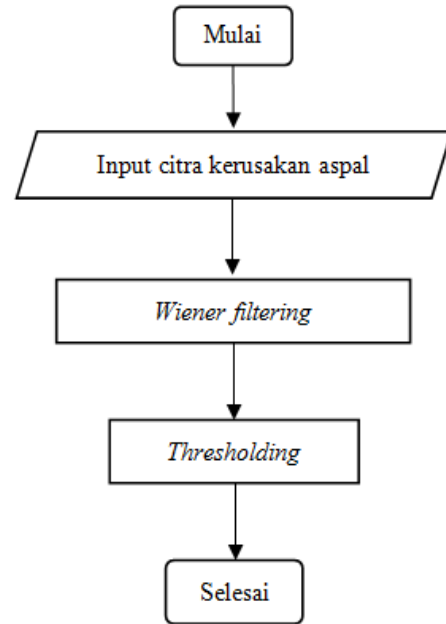 Mulai
Input citra kerusakan aspal
Wiener filtering
Thresholding
Selesai